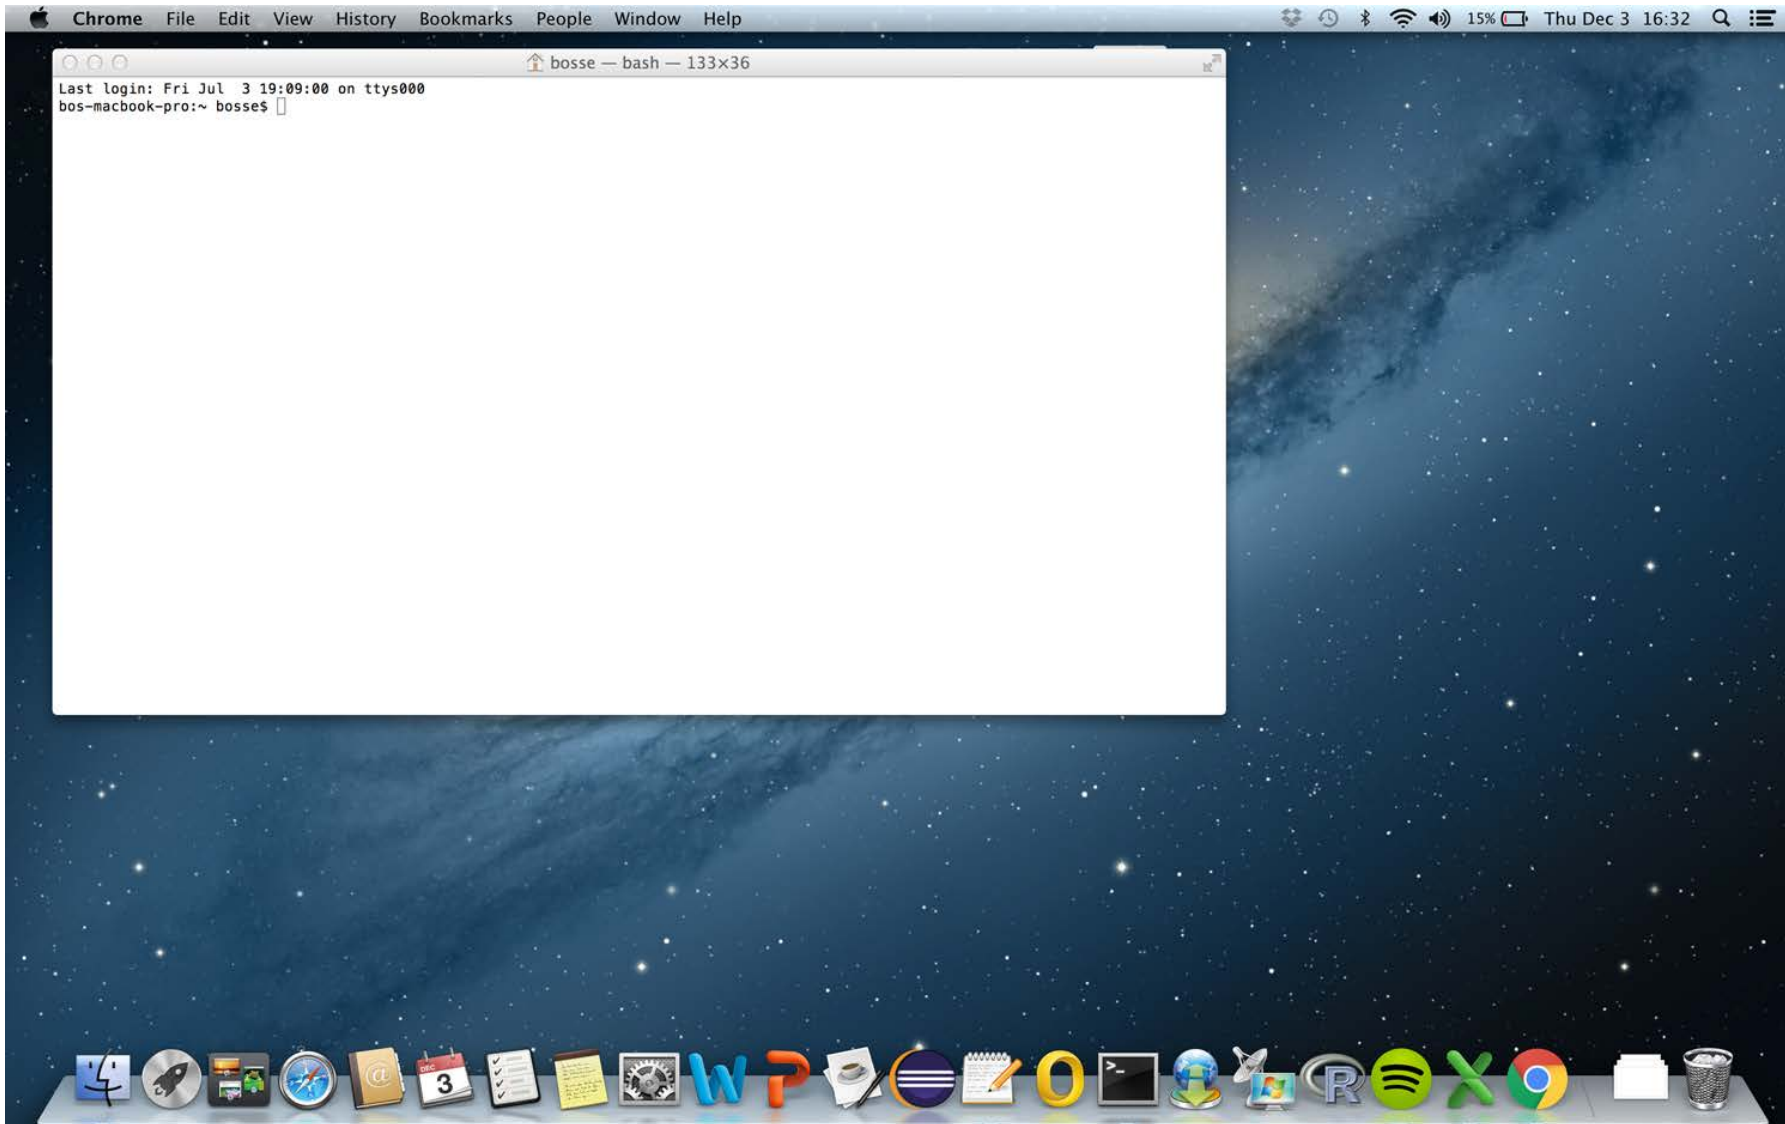 Chrome File Edit View History Bookmarks People Window Help 15% Thu Dec 3 16:32
bosse — bash — 133×36
Last login: Fri Jul  3 19:09:00 on ttys000
bos-macbook-pro:~ bosse$
DEC
3
@
W
P
O
>_
R
X